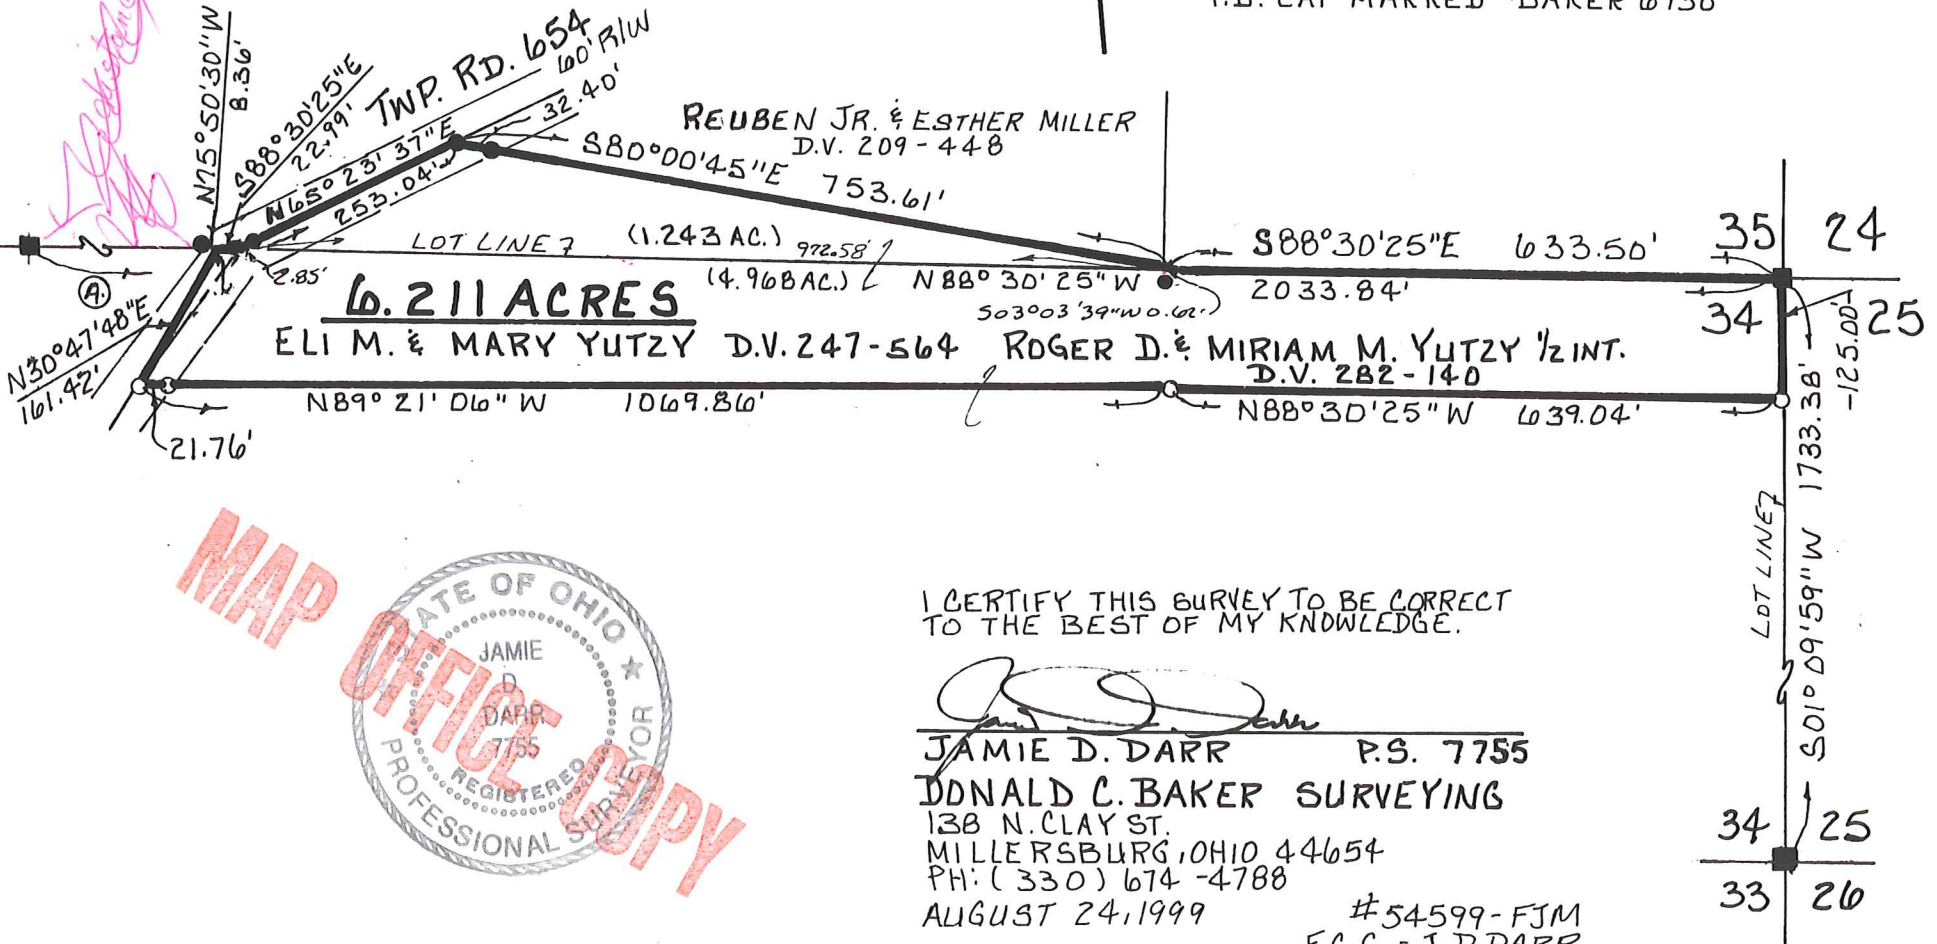 I.D. CAP MARKED "BAKER 6938"
N75°50'30"W
8.36'
S88°30'25"E
22.99'
TWP. RD. 654
60' R/W
32.40'
N65°23'37"E
253.04'
REUBEN JR. & ESTHER MILLER
D.V. 209-448
S80°00'45"E 753.61'
LOT LINE 7
(1.243 AC.)
972.58'
(4.968 AC.)
N88°30'25"W
S03°03'39"W 0.62'
S88°30'25"E 633.50'
2033.84'
35 24
34 25
A.
2.85'
6.211 ACRES
ELI M. & MARY YUTZY D.V. 247-564 ROGER D. & MIRIAM M. YUTZY 1/2 INT.
D.V. 282-140
N30°47'48"E
161.42'
N89°21'06"W 1069.86'
N88°30'25"W 639.04'
21.76'
-125.00'-
S01°09'59"W 1733.38'
LOT LINE 7
MAP OFFICE COPY
STATE OF OHIO
JAMIE
D.
DARR
7755
REGISTERED
PROFESSIONAL SURVEYOR
I CERTIFY THIS SURVEY TO BE CORRECT
TO THE BEST OF MY KNOWLEDGE.
JAMIE D. DARR P.S. 7755
DONALD C. BAKER SURVEYING
138 N. CLAY ST.
MILLERSBURG, OHIO 44654
PH: (330) 674-4788
AUGUST 24, 1999
#54599-FJM
34 25
33 26